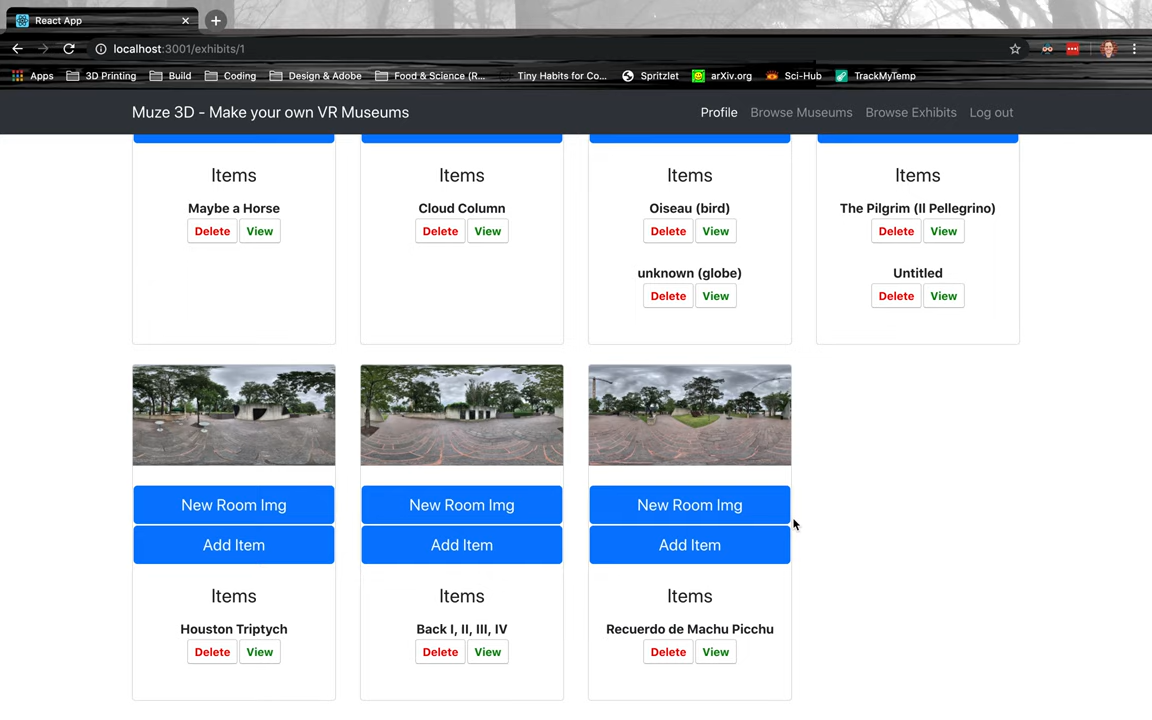 React App
localhost:3001/exhibits/1
Apps 3D Printing Build Coding Design & Adobe Food & Science (R... Tiny Habits for Co... Spritzlet arXiv.org Sci-Hub TrackMyTemp
Muze 3D - Make your own VR Museums Profile Browse Museums Browse Exhibits Log out
Items Items Items Items
Maybe a Horse Cloud Column Oiseau (bird) The Pilgrim (Il Pellegrino)
Delete View Delete View Delete View Delete View
unknown (globe) Untitled
Delete View Delete View
New Room Img New Room Img New Room Img
Add Item Add Item Add Item
Items Items Items
Houston Triptych Back I, II, III, IV Recuerdo de Machu Picchu
Delete View Delete View Delete View